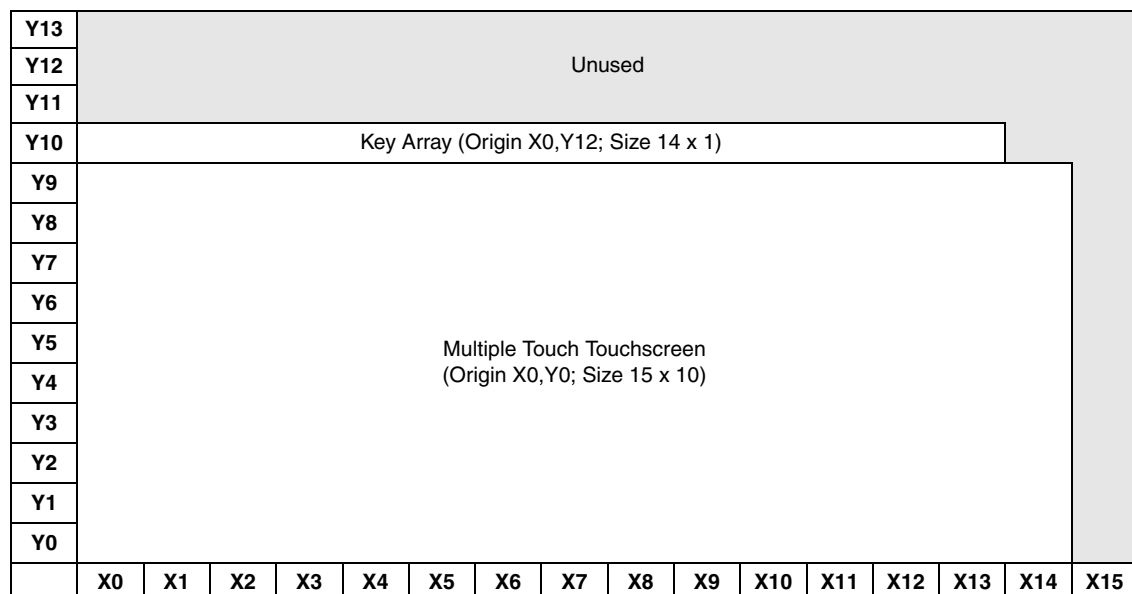 Y13
Y12
Unused
Y11
Y10
Key Array (Origin X0,Y12; Size 14 x 1)
Y9
Y8
Y7
Y6
Y5
Multiple Touch Touchscreen
Y4
(Origin X0,Y0; Size 15 x 10)
Y3
Y2
Y1
Y0
X0 X1 X2 X3 X4 X5 X6 X7 X8 X9 X10 X11 X12 X13 X14 X15